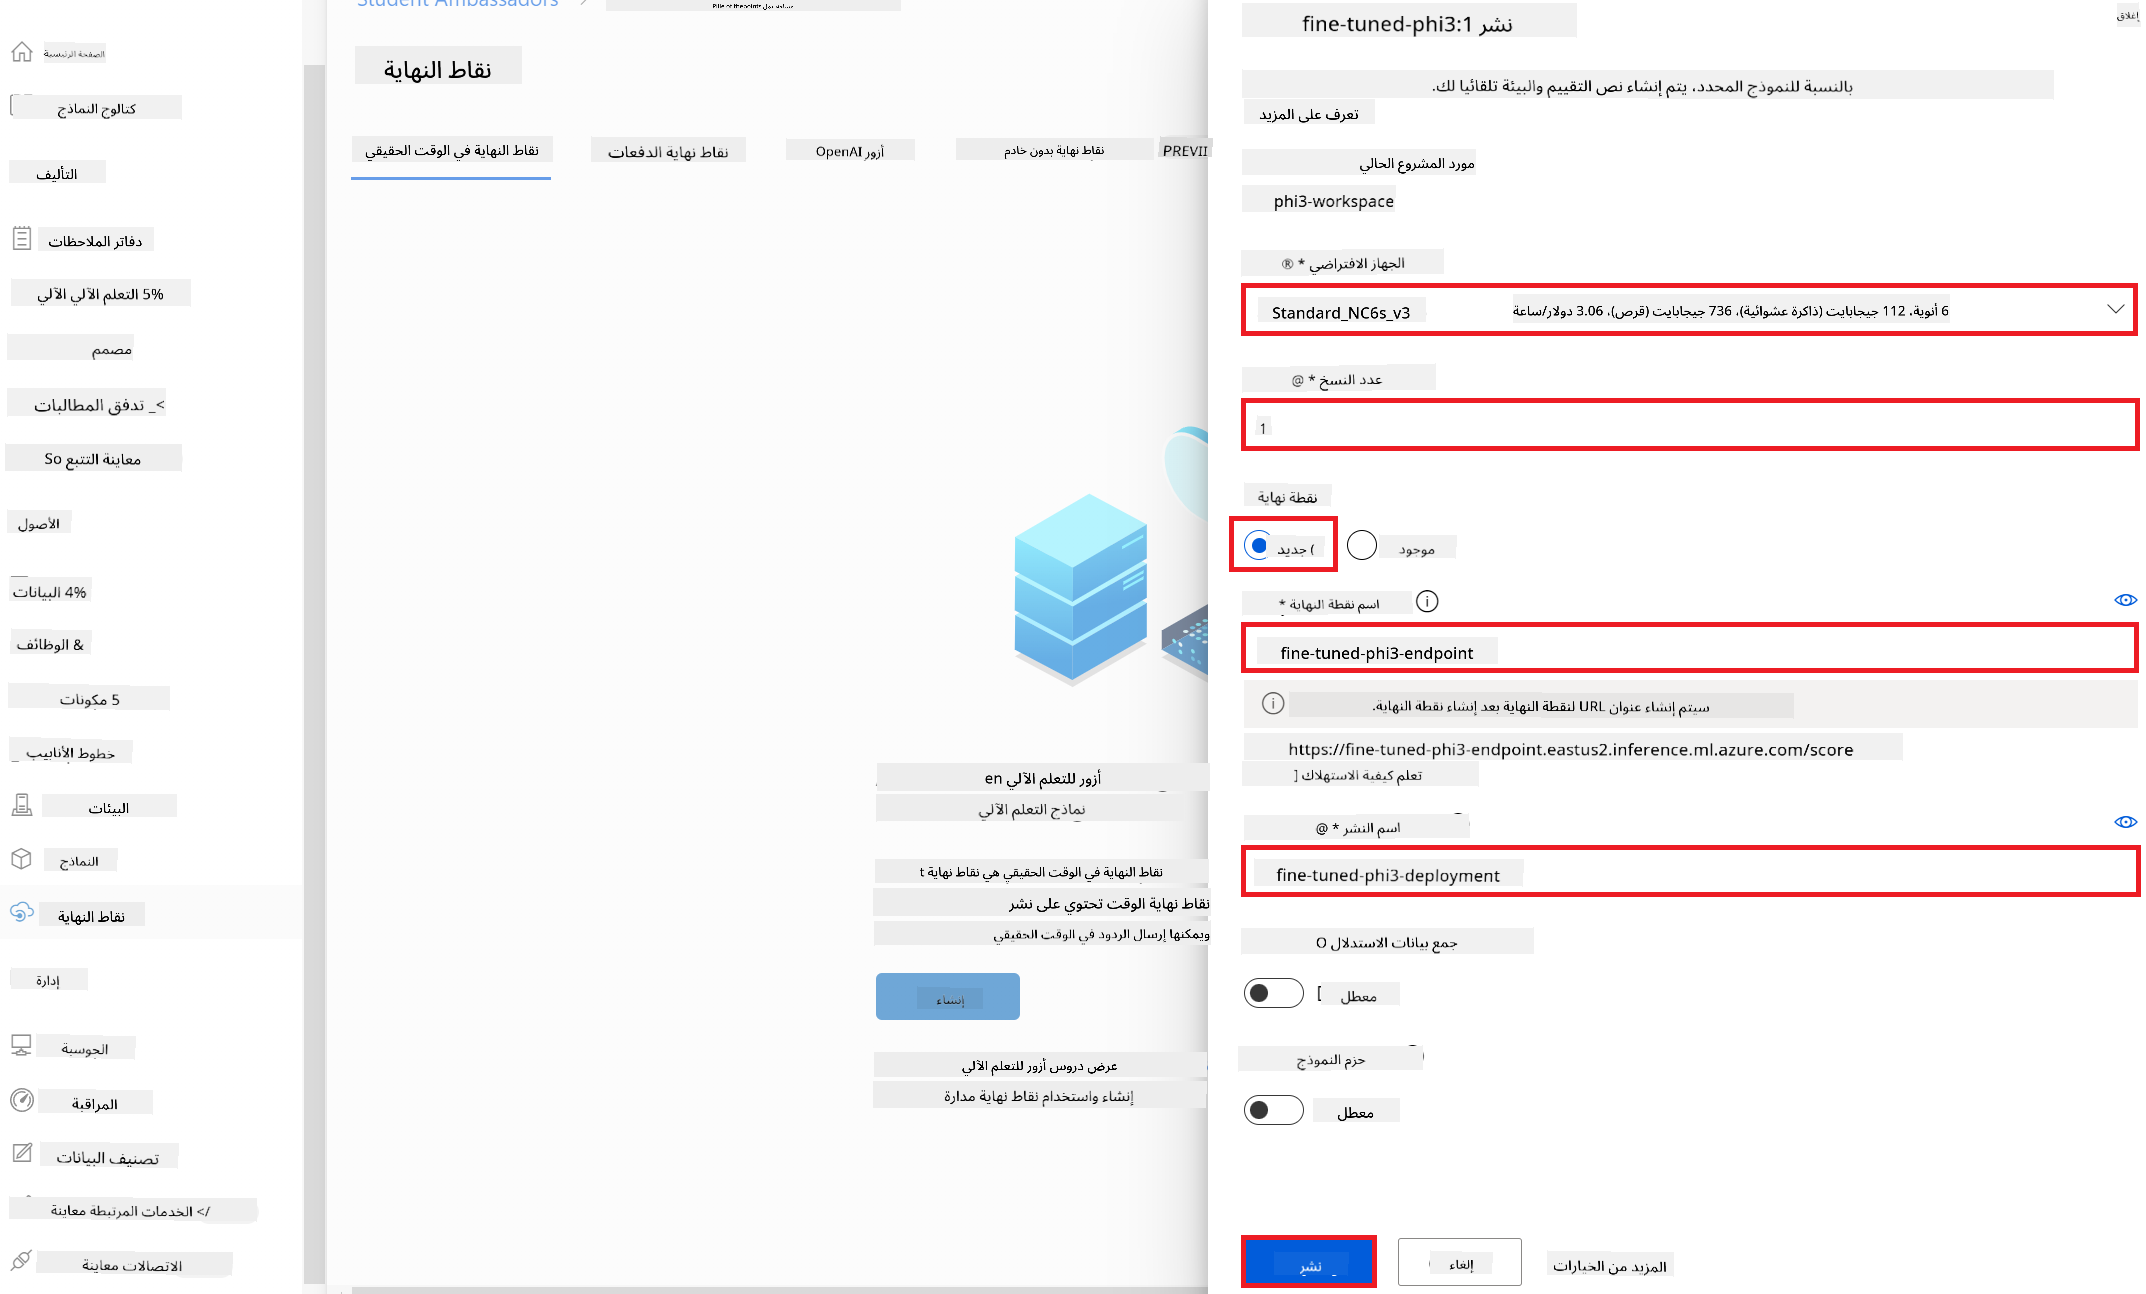 الصفحة الرئيسية
كتالوج النماذج
التأليف
دفاتر الملاحظات
5% التعلم الآلي الآلي
مصمم
>_ تدفق المطالبات
معاينة التتبع So
الأصول
4% البيانات
& الوظائف
5 مكونات
خطوط الأنابيب
البيئات
النماذج
نقاط النهاية
إدارة
الحوسبة
المراقبة
تصنيف البيانات
</ الخدمات المرتبطة معاينة
الاتصالات معاينة
Student Ambassadors
نقاط النهاية
نقاط النهاية في الوقت الحقيقي
نقاط نهاية الدفعات
أزور OpenAI
نقاط نهاية بدون خادم
PREVII
أزور للتعلم الآلي en
نماذج التعلم الآلي
نقاط النهاية في الوقت الحقيقي هي نقاط نهاية t
نقاط نهاية الوقت تحتوي على نشر
ويمكنها إرسال الردود في الوقت الحقيقي
إنشاء
عرض دروس أزور للتعلم الآلي
إنشاء واستخدام نقاط نهاية مدارة
نشر fine-tuned-phi3:1
إغلاق
بالنسبة للنموذج المحدد، يتم إنشاء نص التقييم والبيئة تلقائيا لك.
تعرف على المزيد
مورد المشروع الحالي
phi3-workspace
الجهاز الافتراضي * ®
Standard_NC6s_v3
6 أنوية، 112 جيجابايت (ذاكرة عشوائية)، 736 جيجابايت (قرص)، 3.06 دولار/ساعة
عدد النسخ * @
1
نقطة نهاية
) جديد
موجود
اسم نقطة النهاية *
fine-tuned-phi3-endpoint
سيتم إنشاء عنوان URL لنقطة النهاية بعد إنشاء نقطة النهاية.
https://fine-tuned-phi3-endpoint.eastus2.inference.ml.azure.com/score
تعلم كيفية الاستهلاك [
اسم النشر * @
fine-tuned-phi3-deployment
جمع بيانات الاستدلال O
معطل
حزم النموذج
معطل
نشر
إلغاء
المزيد من الخيارات